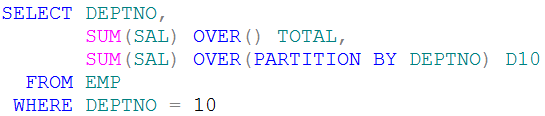 SELECT DEPTNO,
SUM(SAL) OVER() TOTAL,
SUM(SAL) OVER(PARTITION BY DEPTNO) D10
FROM EMP
WHERE DEPTNO = 10